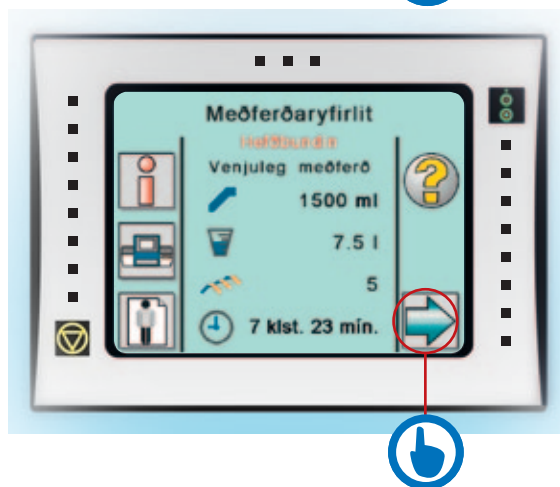 Meðferðaryfirlit
Venjuleg meðferð
1500 ml
7.5 l
5
7 klst. 23 mín.